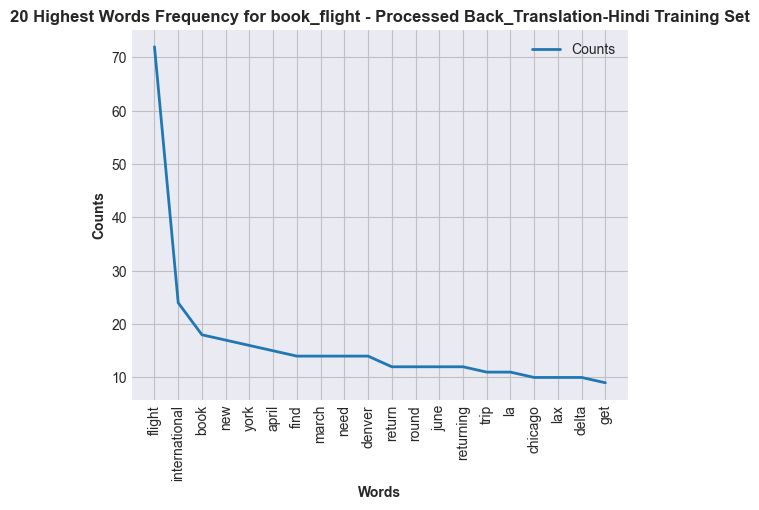 20 Highest Words Frequency for book_flight - Processed Back_Translation-Hindi Training Set
Counts
70
60
50
40
30
20
10
Counts
flight
international
book
new
york
april
find
march
need
denver
return
round
june
returning
trip
la
chicago
lax
delta
get
Words